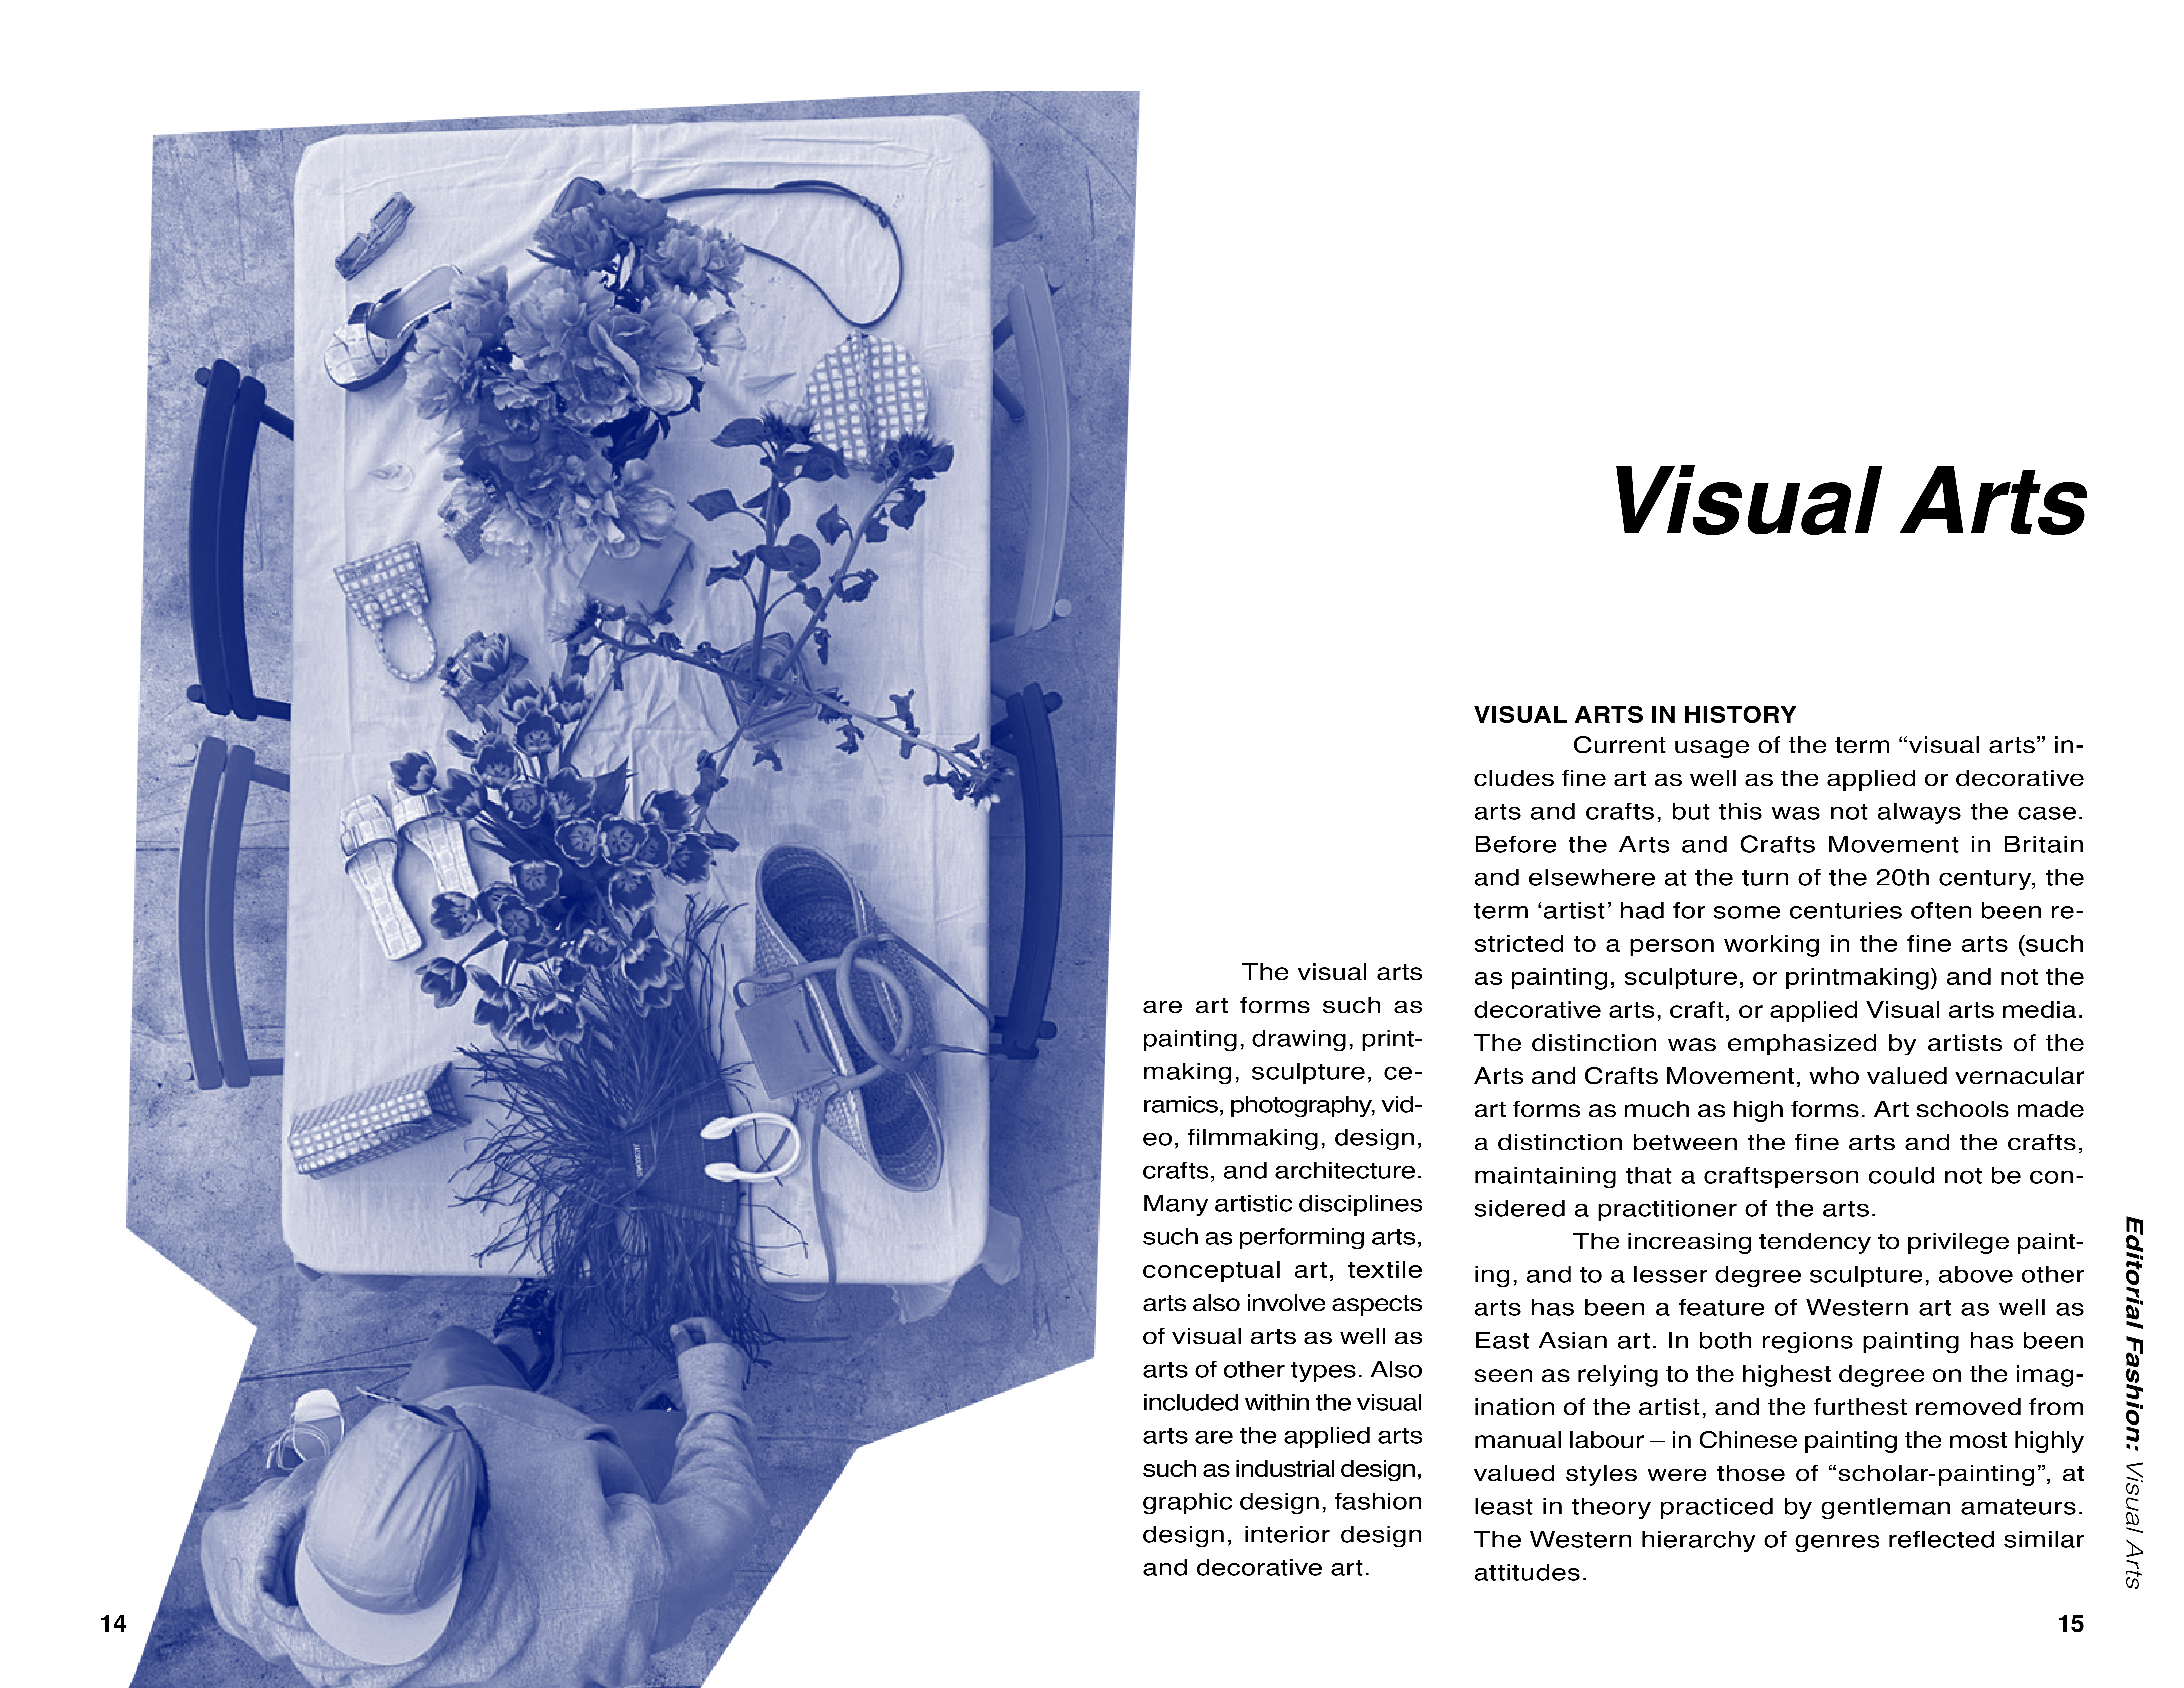 Visual Arts
The visual arts
are art forms such as
painting, drawing, print-
making, sculpture, ce-
ramics, photography, vid-
eo, filmmaking, design,
crafts, and architecture.
Many artistic disciplines
such as performing arts,
conceptual art, textile
arts also involve aspects
of visual arts as well as
arts of other types. Also
included within the visual
arts are the applied arts
such as industrial design,
graphic design, fashion
design, interior design
and decorative art.
VISUAL ARTS IN HISTORY
Current usage of the term “visual arts” in-
cludes fine art as well as the applied or decorative
arts and crafts, but this was not always the case.
Before the Arts and Crafts Movement in Britain
and elsewhere at the turn of the 20th century, the
term ‘artist’ had for some centuries often been re-
stricted to a person working in the fine arts (such
as painting, sculpture, or printmaking) and not the
decorative arts, craft, or applied Visual arts media.
The distinction was emphasized by artists of the
Arts and Crafts Movement, who valued vernacular
art forms as much as high forms. Art schools made
a distinction between the fine arts and the crafts,
maintaining that a craftsperson could not be con-
sidered a practitioner of the arts.
The increasing tendency to privilege paint-
ing, and to a lesser degree sculpture, above other
arts has been a feature of Western art as well as
East Asian art. In both regions painting has been
seen as relying to the highest degree on the imag-
ination of the artist, and the furthest removed from
manual labour – in Chinese painting the most highly
valued styles were those of “scholar-painting”, at
least in theory practiced by gentleman amateurs.
The Western hierarchy of genres reflected similar
attitudes.
Editorial Fashion: Visual Arts
14
15